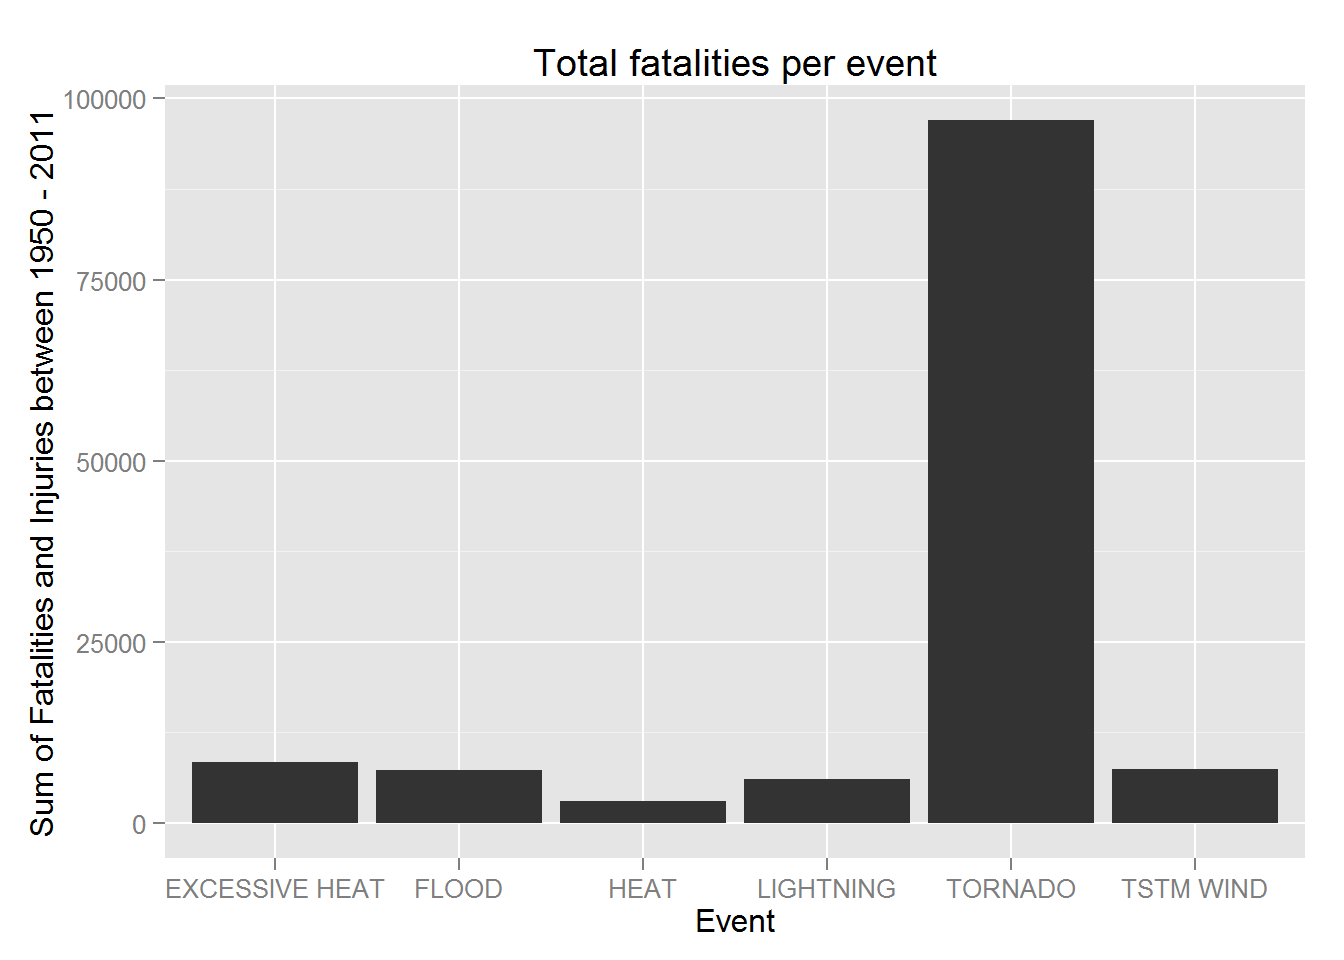 Total fatalities per event
Sum of Fatalities and Injuries between 1950 - 2011
100000
75000
50000
25000
0
EXCESSIVE HEAT FLOOD HEAT LIGHTNING TORNADO TSTM WIND
Event